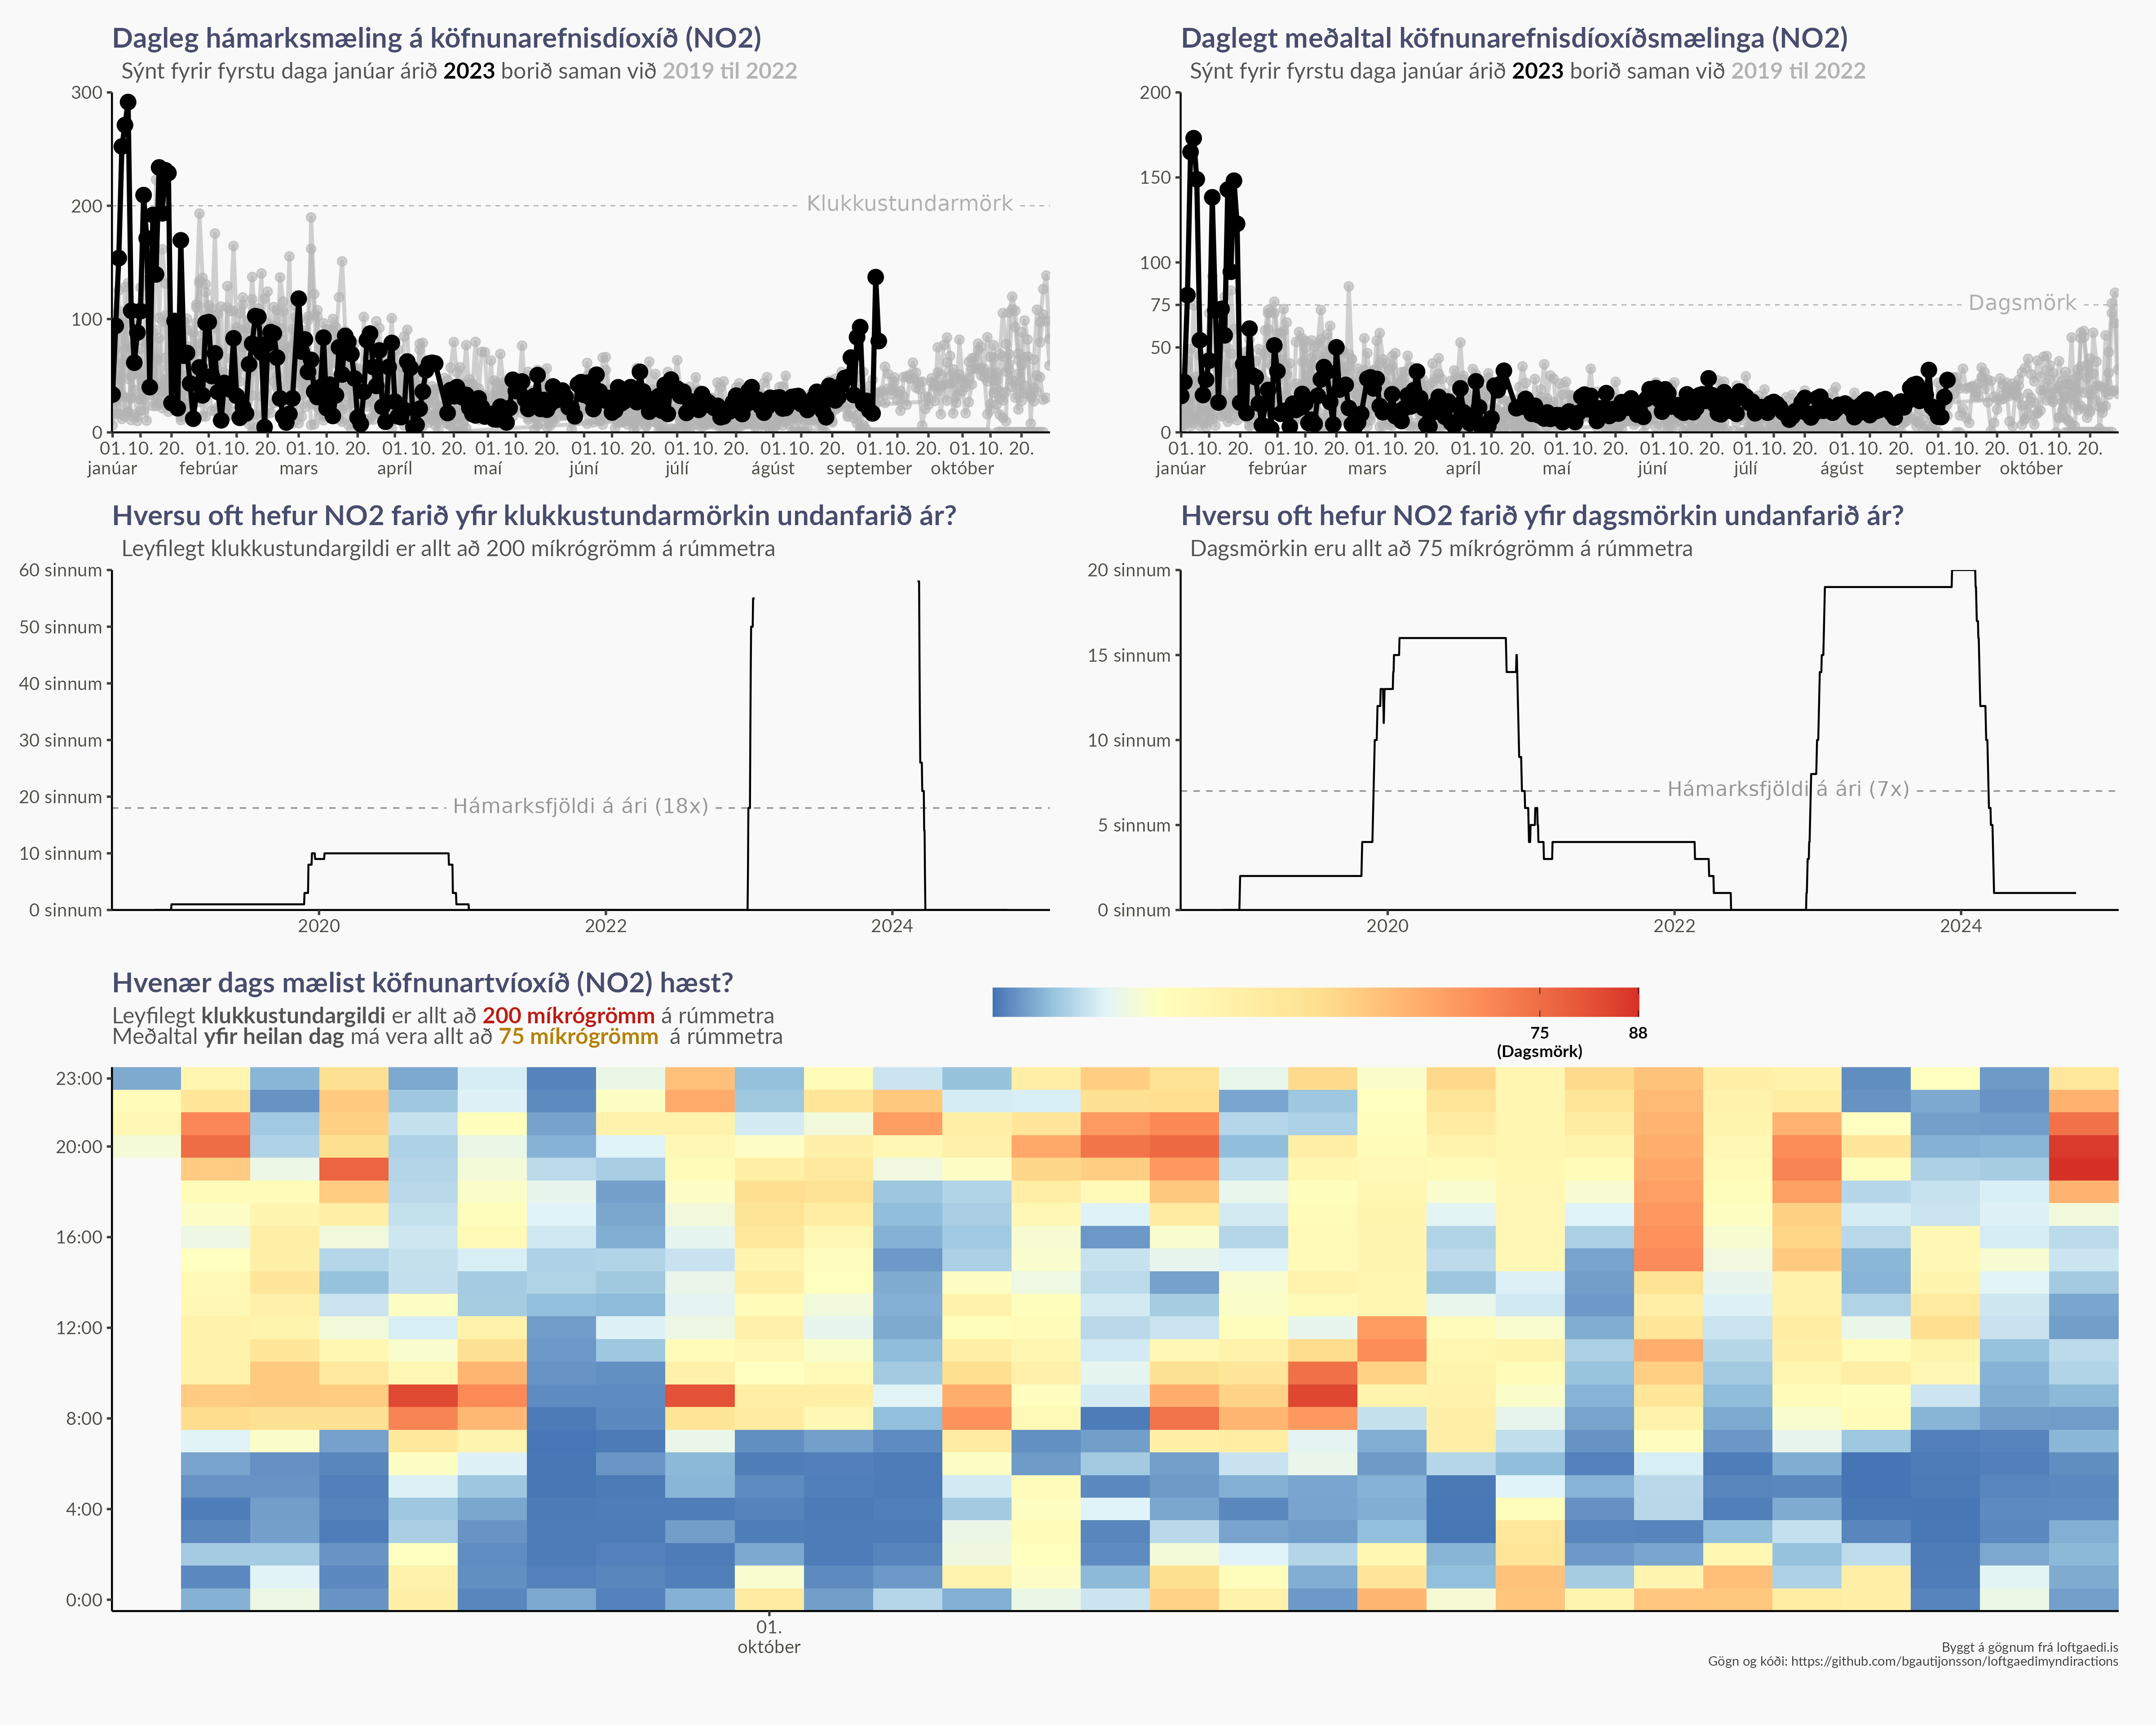 Dagleg hámarksmæling á köfnunarefnisdíoxíð (NO2)
Sýnt fyrir fyrstu daga janúar árið 2023 borið saman við 2019 til 2022
300
200
100
0
Klukkustundarmörk
01. 10. 20. 01. 10. 20. 01. 10. 20. 01. 10. 20. 01. 10. 20. 01. 10. 20. 01. 10. 20. 01. 10. 20. 01. 10. 20. 01. 10. 20.
janúar febrúar mars apríl maí júní júlí ágúst september október
Daglegt meðaltal köfnunarefnisdíoxíðsmælinga (NO2)
Sýnt fyrir fyrstu daga janúar árið 2023 borið saman við 2019 til 2022
200
150
100
75
50
0
Dagsmörk
01. 10. 20. 01. 10. 20. 01. 10. 20. 01. 10. 20. 01. 10. 20. 01. 10. 20. 01. 10. 20. 01. 10. 20. 01. 10. 20. 01. 10. 20.
janúar febrúar mars apríl maí júní júlí ágúst september október
Hversu oft hefur NO2 farið yfir klukkustundarmörkin undanfarið ár?
Leyfilegt klukkustundargildi er allt að 200 míkrógrömm á rúmmetra
60 sinnum
50 sinnum
40 sinnum
30 sinnum
20 sinnum
10 sinnum
0 sinnum
Hámarksfjöldi á ári (18x)
2020 2022 2024
Hversu oft hefur NO2 farið yfir dagsmörkin undanfarið ár?
Dagsmörkin eru allt að 75 míkrógrömm á rúmmetra
20 sinnum
15 sinnum
10 sinnum
5 sinnum
0 sinnum
Hámarksfjöldi á ári (7x)
2020 2022 2024
Hvenær dags mælist köfnunartvíoxíð (NO2) hæst?
Leyfilegt klukkustundargildi er allt að 200 míkrógrömm á rúmmetra
Meðaltal yfir heilan dag má vera allt að 75 míkrógrömm á rúmmetra
75 88
(Dagsmörk)
23:00
20:00
16:00
12:00
8:00
4:00
0:00
01.
október
Byggt á gögnum frá loftgaedi.is
Gögn og kóði: https://github.com/bgautijonsson/loftgaedimyndiractions